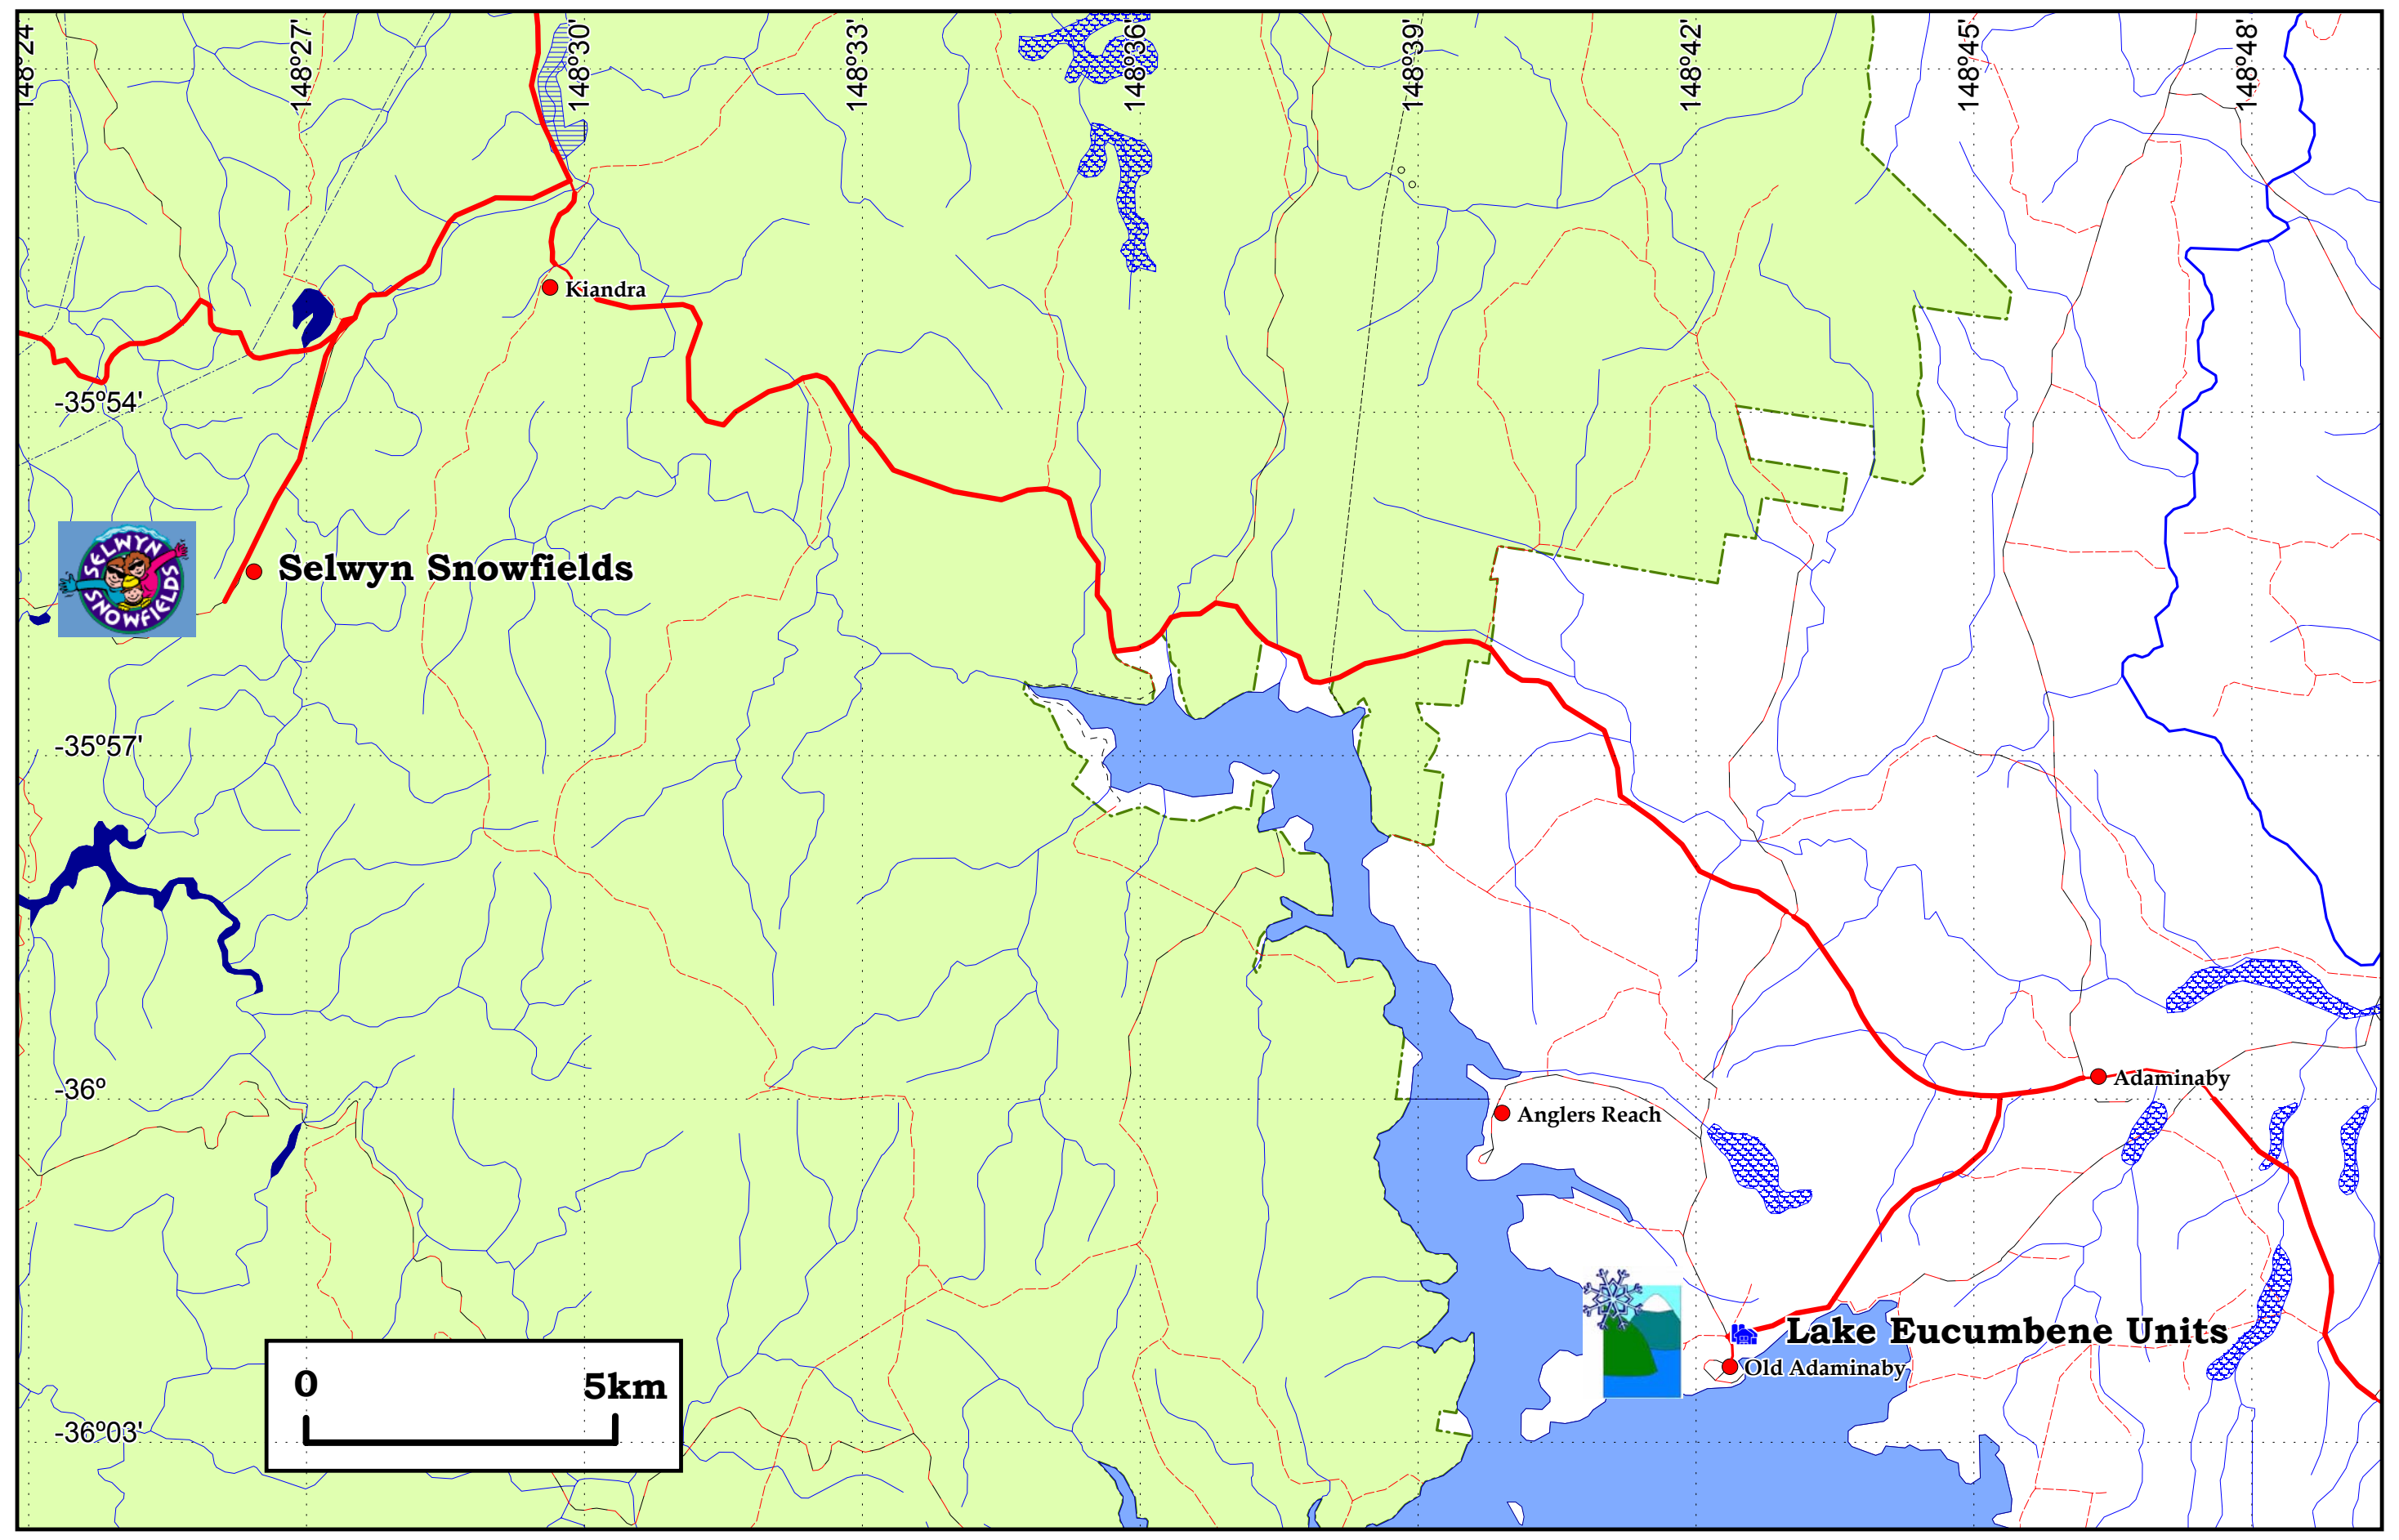 148°24'
148°27'
148°30'
148°33'
148°36'
148°39'
148°42'
148°45'
148°48'
Kiandra
-35°54'
SELWYN
SNOWFIELDS
Selwyn Snowfields
-35°57'
-36°
Adaminaby
Anglers Reach
Lake Eucumbene Units
Old Adaminaby
0 5km
-36°03'